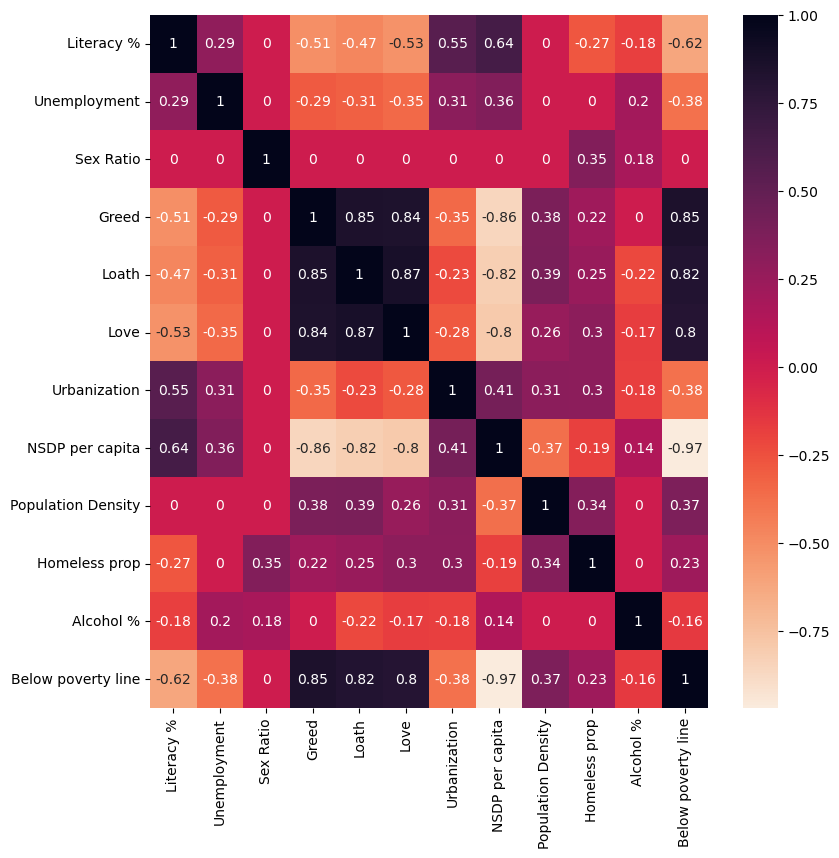 Literacy % 1 0.29 0 -0.51 -0.47 -0.53 0.55 0.64 0 -0.27 -0.18 -0.62
Unemployment 0.29 1 0 -0.29 -0.31 -0.35 0.31 0.36 0 0 0.2 -0.38
Sex Ratio 0 0 1 0 0 0 0 0 0 0.35 0.18 0
Greed -0.51 -0.29 0 1 0.85 0.84 -0.35 -0.86 0.38 0.22 0 0.85
Loath -0.47 -0.31 0 0.85 1 0.87 -0.23 -0.82 0.39 0.25 -0.22 0.82
Love -0.53 -0.35 0 0.84 0.87 1 -0.28 -0.8 0.26 0.3 -0.17 0.8
Urbanization 0.55 0.31 0 -0.35 -0.23 -0.28 1 0.41 0.31 0.3 -0.18 -0.38
NSDP per capita 0.64 0.36 0 -0.86 -0.82 -0.8 0.41 1 -0.37 -0.19 0.14 -0.97
Population Density 0 0 0 0.38 0.39 0.26 0.31 -0.37 1 0.34 0 0.37
Homeless prop -0.27 0 0.35 0.22 0.25 0.3 0.3 -0.19 0.34 1 0 0.23
Alcohol % -0.18 0.2 0.18 0 -0.22 -0.17 -0.18 0.14 0 0 1 -0.16
Below poverty line -0.62 -0.38 0 0.85 0.82 0.8 -0.38 -0.97 0.37 0.23 -0.16 1
Literacy %
Unemployment
Sex Ratio
Greed
Loath
Love
Urbanization
NSDP per capita
Population Density
Homeless prop
Alcohol %
Below poverty line
1.00
0.75
0.50
0.25
0.00
−0.25
−0.50
−0.75